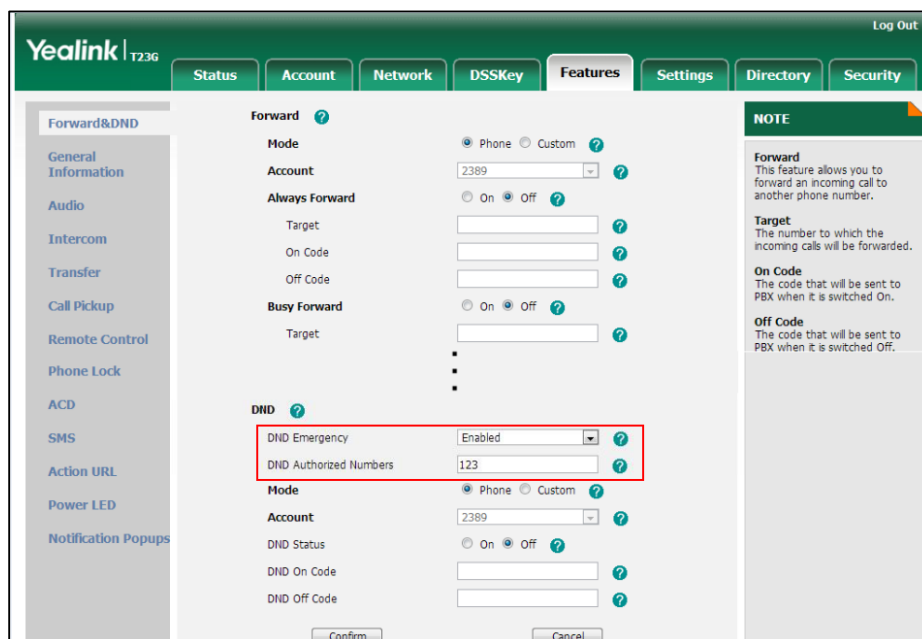 Log Out
Yealink | T23G
Status Account Network DSSKey Features Settings Directory Security
Forward&DND
General
Information
Audio
Intercom
Transfer
Call Pickup
Remote Control
Phone Lock
ACD
SMS
Action URL
Power LED
Notification Popups
Forward ?
Mode Phone Custom ?
Account 2389 ?
Always Forward On Off ?
Target ?
On Code ?
Off Code ?
Busy Forward On Off ?
Target ?
DND ?
DND Emergency Enabled ?
DND Authorized Numbers 123 ?
Mode Phone Custom ?
Account 2389 ?
DND Status On Off ?
DND On Code ?
DND Off Code ?
Confirm Cancel
NOTE
Forward
This feature allows you to
forward an incoming call to
another phone number.
Target
The number to which the
incoming calls will be forwarded.
On Code
The code that will be sent to
PBX when it is switched On.
Off Code
The code that will be sent to
PBX when it is switched Off.